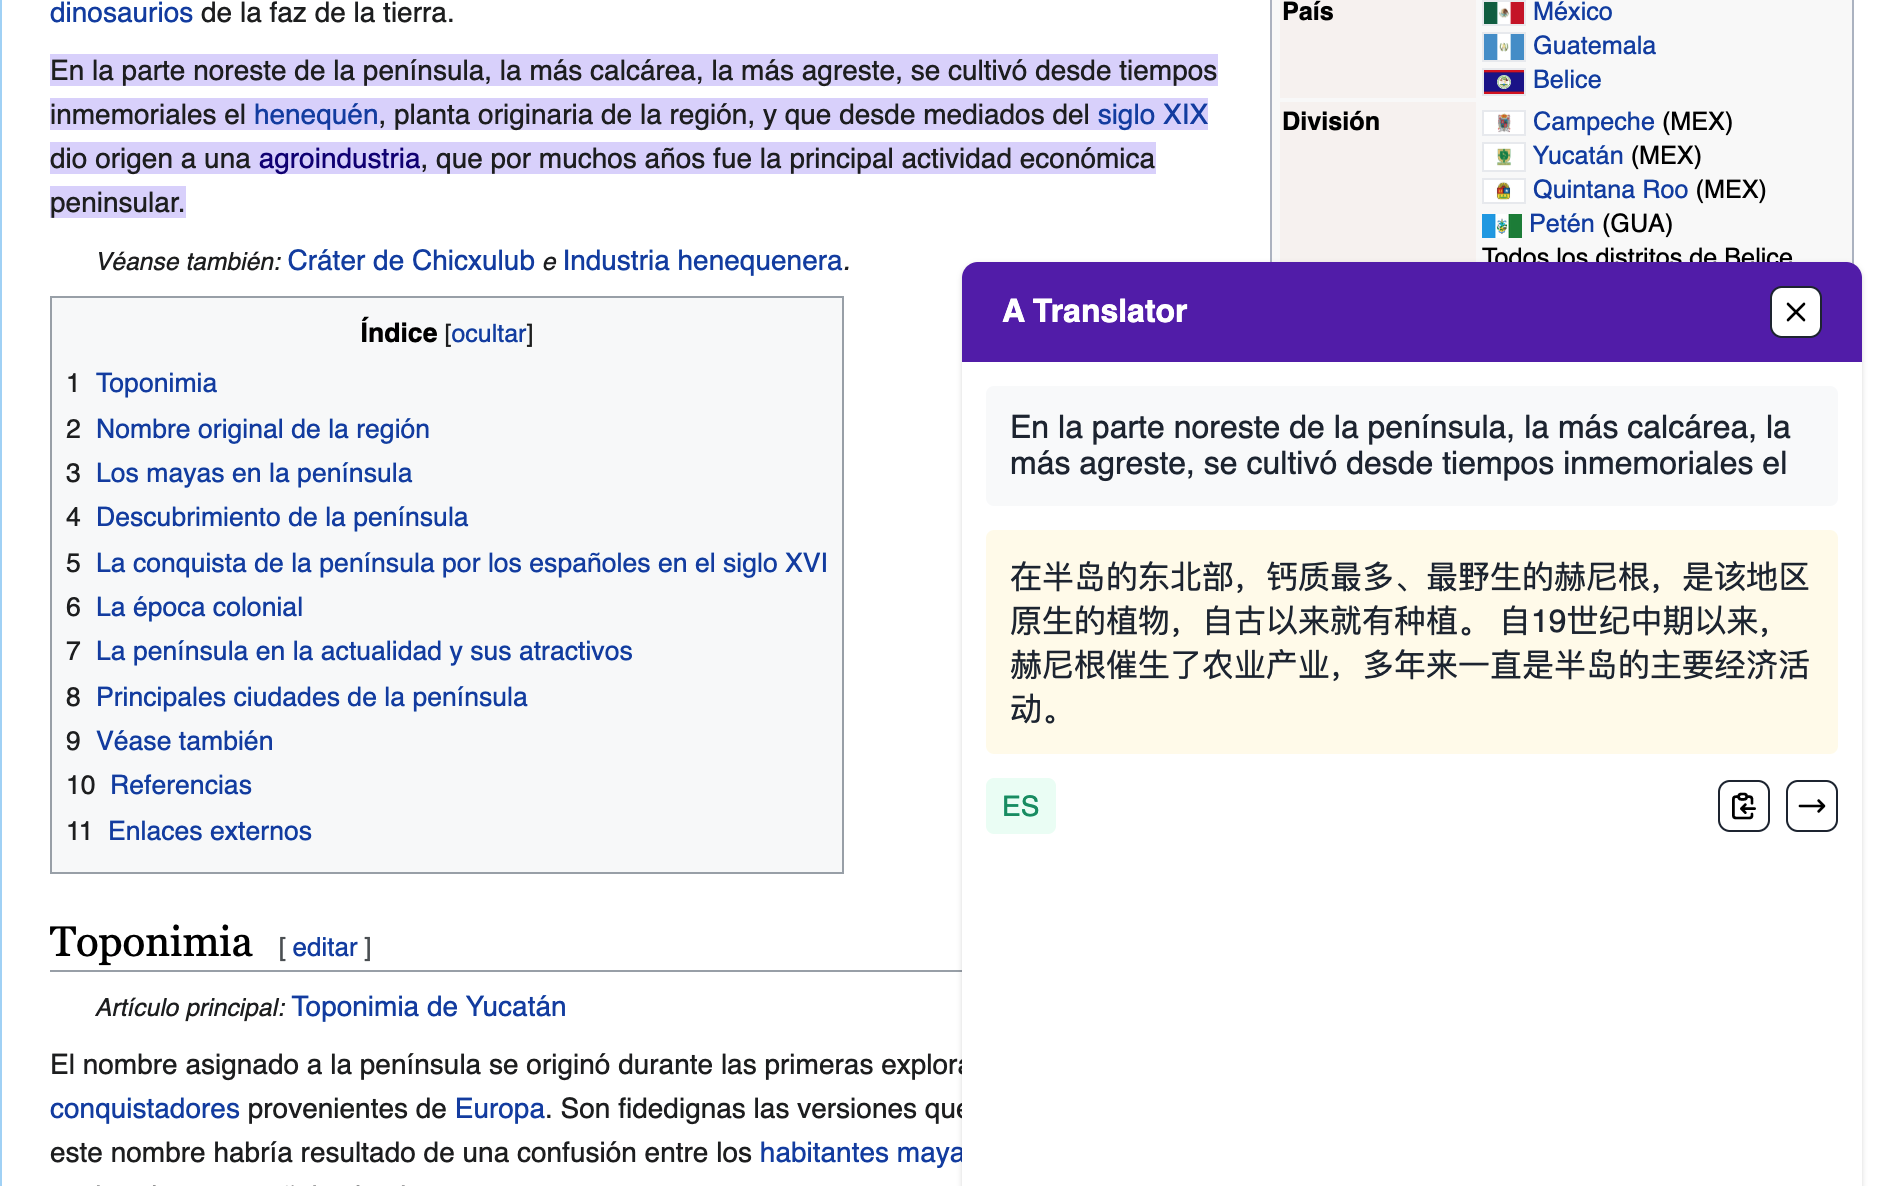 dinosaurios de la faz de la tierra.
En la parte noreste de la península, la más calcárea, la más agreste, se cultivó desde tiempos
inmemoriales el henequén, planta originaria de la región, y que desde mediados del siglo XIX
dio origen a una agroindustria, que por muchos años fue la principal actividad económica
peninsular.
Véanse también: Cráter de Chicxulub e Industria henequenera.
Índice [ocultar]
1 Toponimia
2 Nombre original de la región
3 Los mayas en la península
4 Descubrimiento de la península
5 La conquista de la península por los españoles en el siglo XVI
6 La época colonial
7 La península en la actualidad y sus atractivos
8 Principales ciudades de la península
9 Véase también
10 Referencias
11 Enlaces externos
Toponimia [ editar ]
Artículo principal: Toponimia de Yucatán
El nombre asignado a la península se originó durante las primeras explora
conquistadores provenientes de Europa. Son fidedignas las versiones que
este nombre habría resultado de una confusión entre los habitantes maya
País
México
Guatemala
Belice
División
Campeche (MEX)
Yucatán (MEX)
Quintana Roo (MEX)
Petén (GUA)
Todos los distritos de Belice
A Translator
En la parte noreste de la península, la más calcárea, la
más agreste, se cultivó desde tiempos inmemoriales el
在半岛的东北部，钙质最多、最野生的赫尼根，是该地区
原生的植物，自古以来就有种植。 自19世纪中期以来，
赫尼根催生了农业产业，多年来一直是半岛的主要经济活
动。
ES